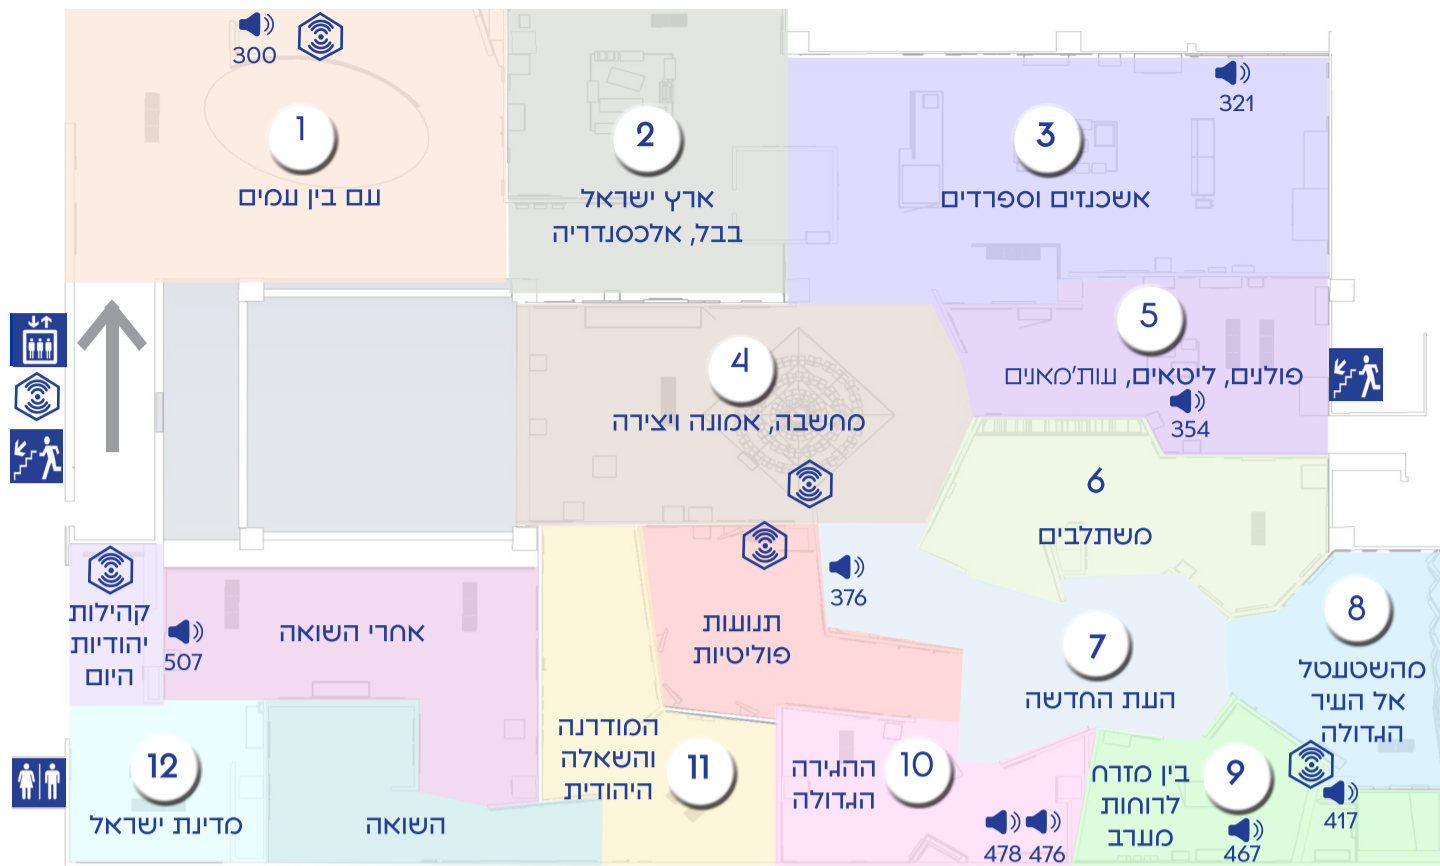 300
1
עם בין עמים
2
ארץ ישראל
בבל, אלכסנדריה
321
3
אשכנזים וספרדים
4
מחשבה, אמונה ויצירה
5
פולנים, ליטאים, עות'מאנים
354
6
משתלבים
376
7
העת החדשה
8
מהשטעטל
אל העיר
הגדולה
417
9
בין מזרח
לרוחות
מערב
467
10
ההגירה
הגדולה
478 476
תנועות
פוליטיות
11
המודרנה
והשאלה
היהודית
השואה
אחרי השואה
507
קהילות
יהודיות
היום
12
מדינת ישראל